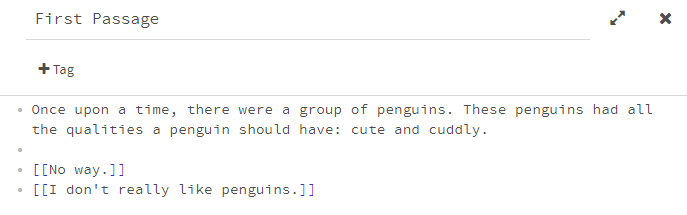 First Passage
+ Tag
Once upon a time, there were a group of penguins. These penguins had all
the qualities a penguin should have: cute and cuddly.
[[No way.]]
[[I don't really like penguins.]]